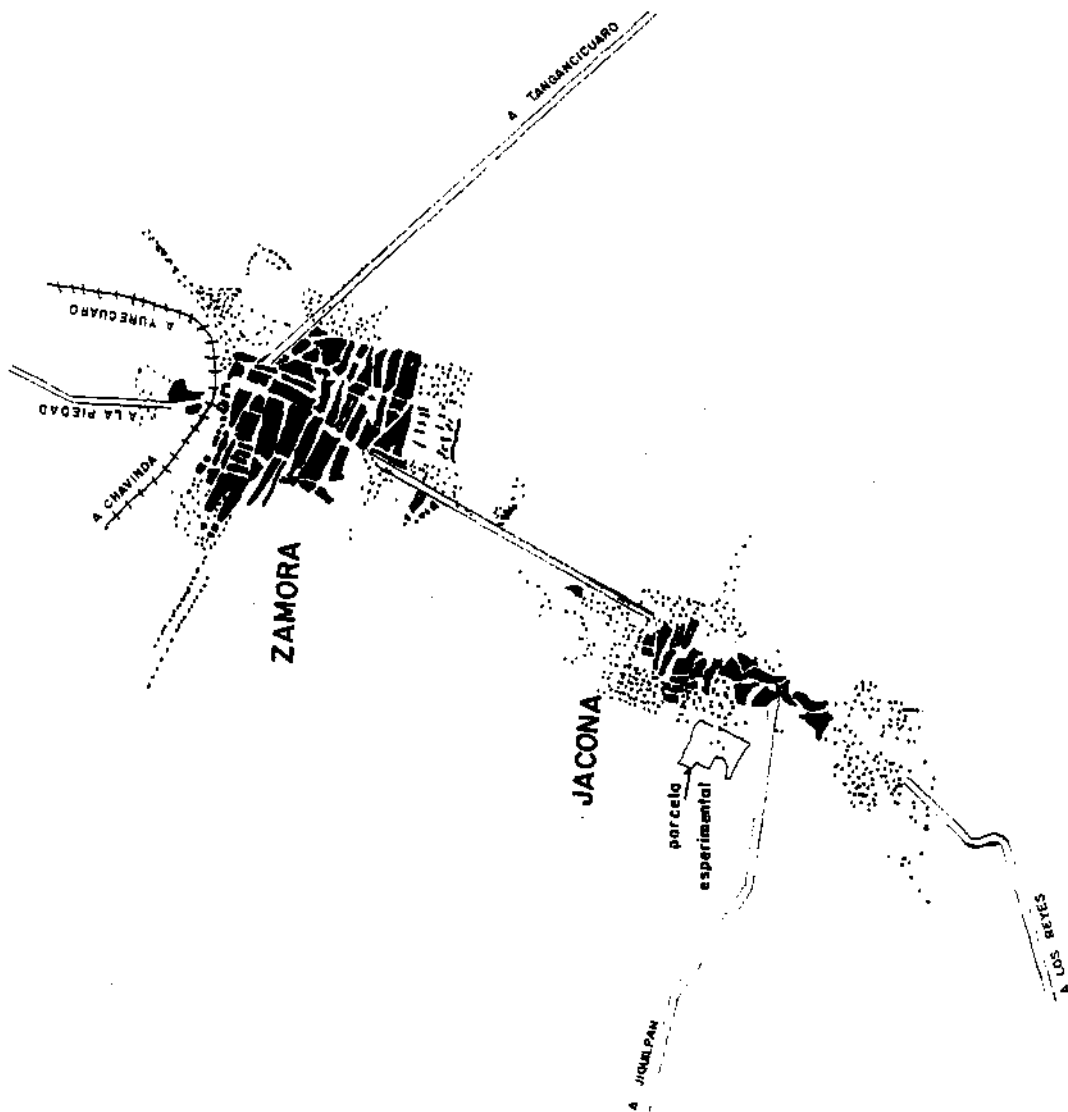 A TANGANCICUARO
A YURECUARO
A LA PIEDAD
A CHAVINDA
ZAMORA
JACONA
parcela
esperimental
A LOS REYES
A JIQUILPAN